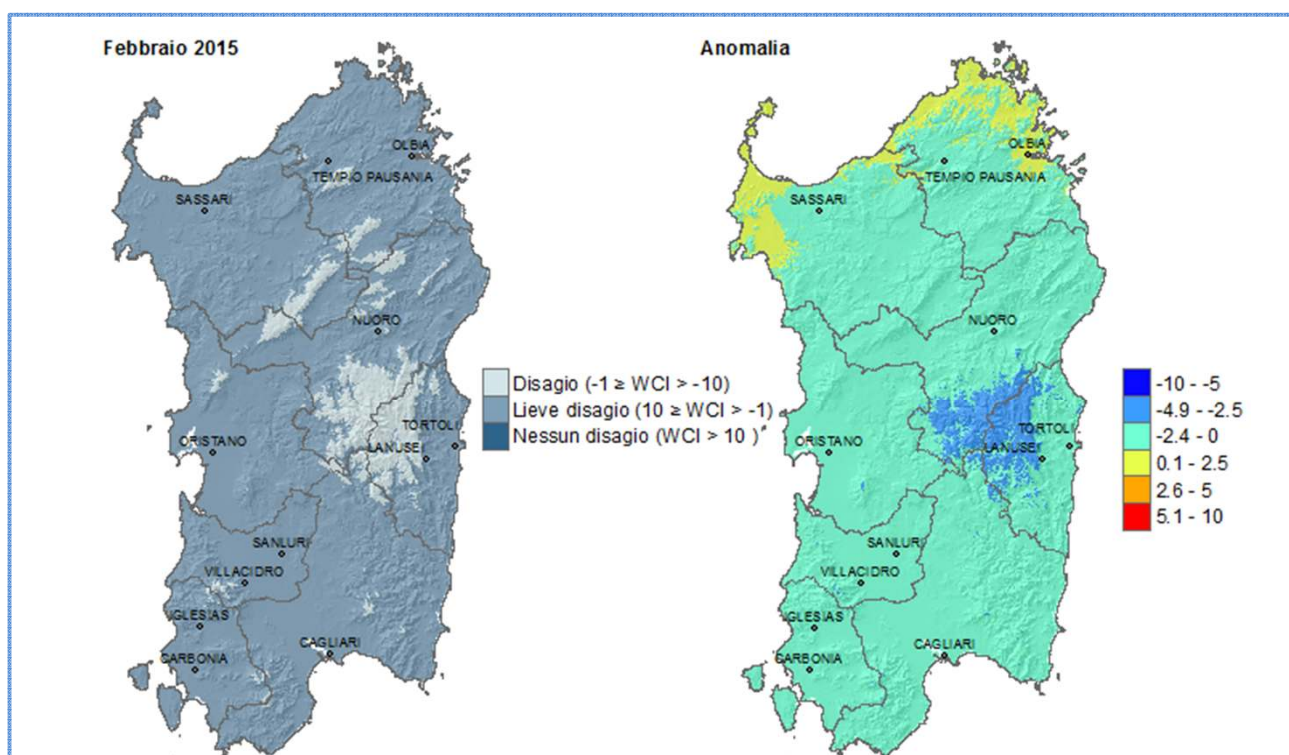 Febbraio 2015
OLBIA
TEMPIO PAUSANIA
SASSARI
NUORO
TORTOLI
ORISTANO
LANUSEI
SANLURI
VILLACIDRO
IGLESIAS
CARBONIA
CAGLIARI
Disagio (-1 ≥ WCI > -10)
Lieve disagio (10 ≥ WCI > -1)
Nessun disagio (WCI > 10 )
Anomalia
OLBIA
TEMPIO PAUSANIA
SASSARI
NUORO
TORTOLI
ORISTANO
LANUSEI
SANLURI
VILLACIDRO
IGLESIAS
CARBONIA
CAGLIARI
-10 - -5
-4.9 - -2.5
-2.4 - 0
0.1 - 2.5
2.6 - 5
5.1 - 10